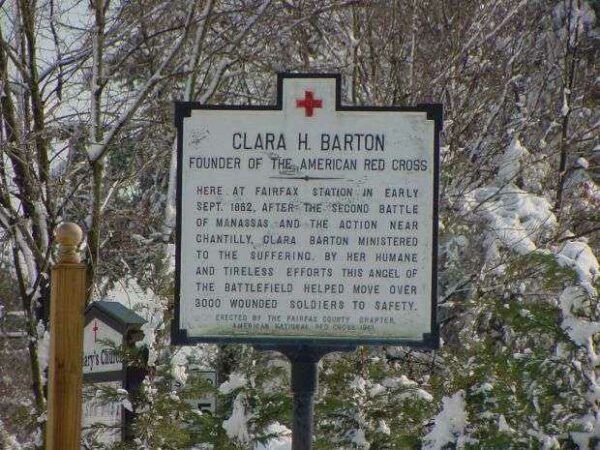 CLARA H. BARTON
FOUNDER OF THE AMERICAN RED CROSS
HERE AT FAIRFAX STATION IN EARLY
SEPT. 1862, AFTER THE SECOND BATTLE
OF MANASSAS AND THE ACTION NEAR
CHANTILLY, CLARA BARTON MINISTERED
TO THE SUFFERING. BY HER HUMANE
AND TIRELESS EFFORTS THIS ANGEL OF
THE BATTLEFIELD HELPED MOVE OVER
3000 WOUNDED SOLDIERS TO SAFETY.
ERECTED BY THE FAIRFAX COUNTY CHAPTER,
AMERICAN NATIONAL RED CROSS
ary's Church